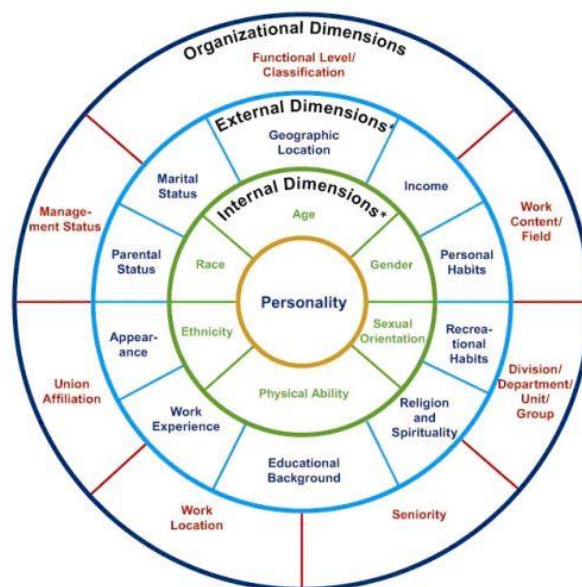 Organizational Dimensions
Functional Level/
Classification
External Dimensions*
Geographic
Location
Marital
Status
Income
Internal Dimensions*
Age
Manage-
ment Status
Work
Content/
Field
Parental
Status
Race
Gender
Personal
Habits
Personality
Appear-
ance
Ethnicity
Sexual
Orientation
Recrea-
tional
Habits
Union
Affiliation
Division/
Department/
Unit/
Group
Physical Ability
Work
Experience
Religion
and
Spirituality
Educational
Background
Work
Location
Seniority